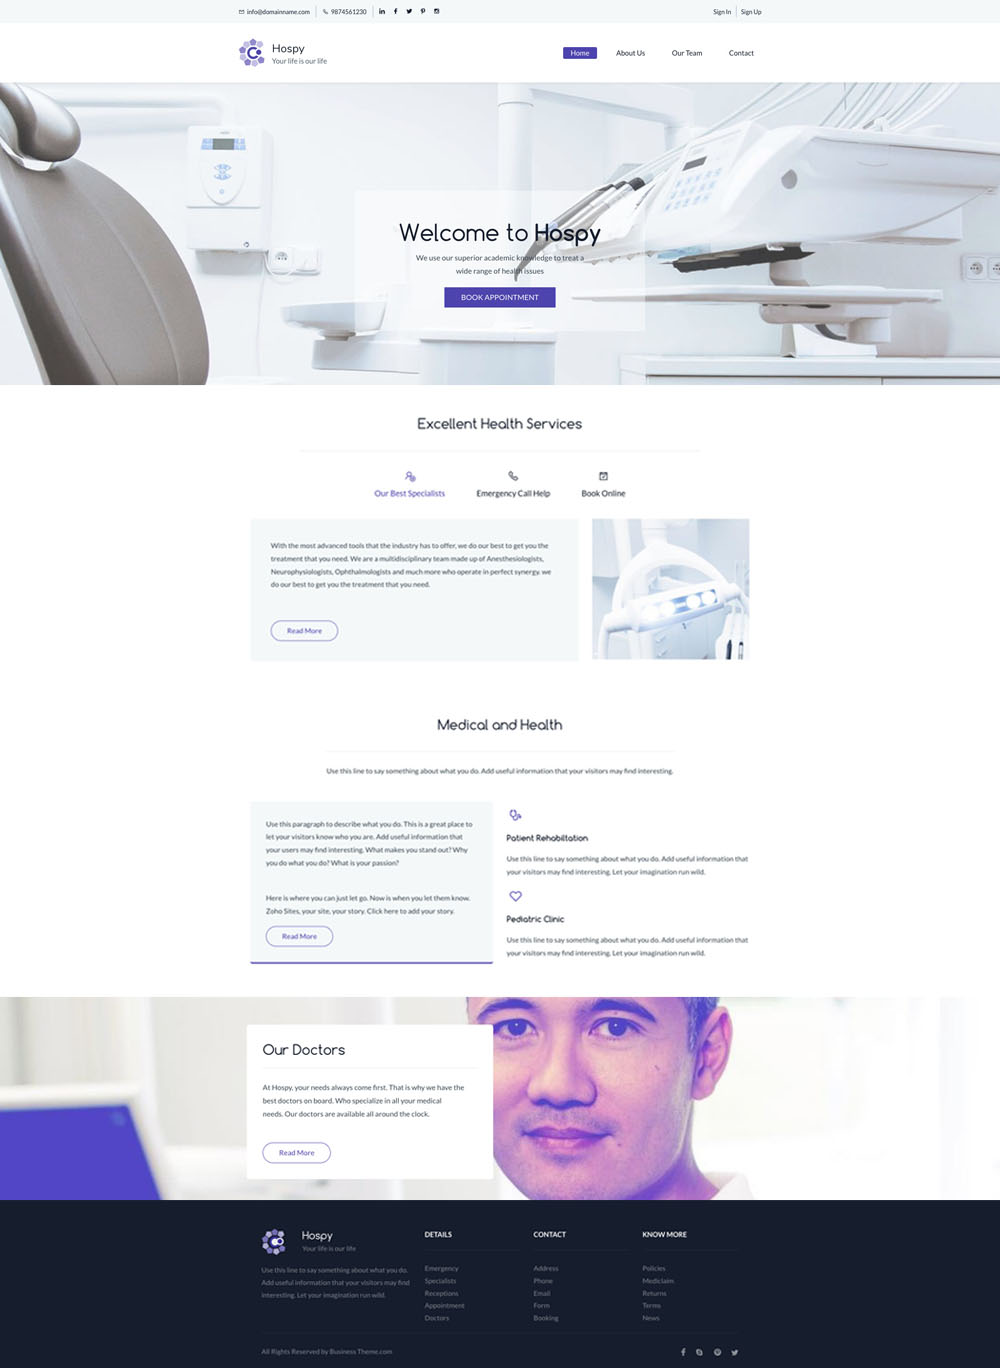 info@domainname.com
9874561230
Sign In
Sign Up
Hospy
Your life is our life
Home
About Us
Our Team
Contact
Welcome to Hospy
We use our superior academic knowledge to treat a
wide range of health issues
BOOK APPOINTMENT
Excellent Health Services
Our Best Specialists
Emergency Call Help
Book Online
With the most advanced tools that the industry has to offer, we do our best to get you the
treatment that you need. We are a multidisciplinary team made up of Anesthesiologists,
Neurophysiologists, Ophthalmologists and much more who operate in perfect synergy. we
do our best to get you the treatment that you need.
Read More
Medical and Health
Use this line to say something about what you do. Add useful information that your visitors may find interesting.
Use this paragraph to describe what you do. This is a great place to
let your visitors know who you are. Add useful information that
your users may find interesting. What makes you stand out? Why
you do what you do? What is your passion?
Here is where you can just let go. Now is when you let them know.
Zoho Sites, your site, your story. Click here to add your story.
Read More
Patient Rehabiltation
Use this line to say something about what you do. Add useful information that
your visitors may find interesting. Let your imagination run wild.
Pediatric Clinic
Use this line to say something about what you do. Add useful information that
your visitors may find interesting. Let your imagination run wild.
Our Doctors
At Hospy, your needs always come first. That is why we have the
best doctors on board. Who specialize in all your medical
needs. Our doctors are available all around the clock.
Read More
Hospy
Your life is our life
Use this line to say something about what you do.
Add useful information that your visitors may find
interesting. Let your imagination run wild.
DETAILS
Emergency
Specialists
Receptions
Appointment
Doctors
CONTACT
Address
Phone
Email
Form
Booking
KNOW MORE
Policies
Mediclaim
Returns
Terms
News
All Rights Reserved by Business Theme.com